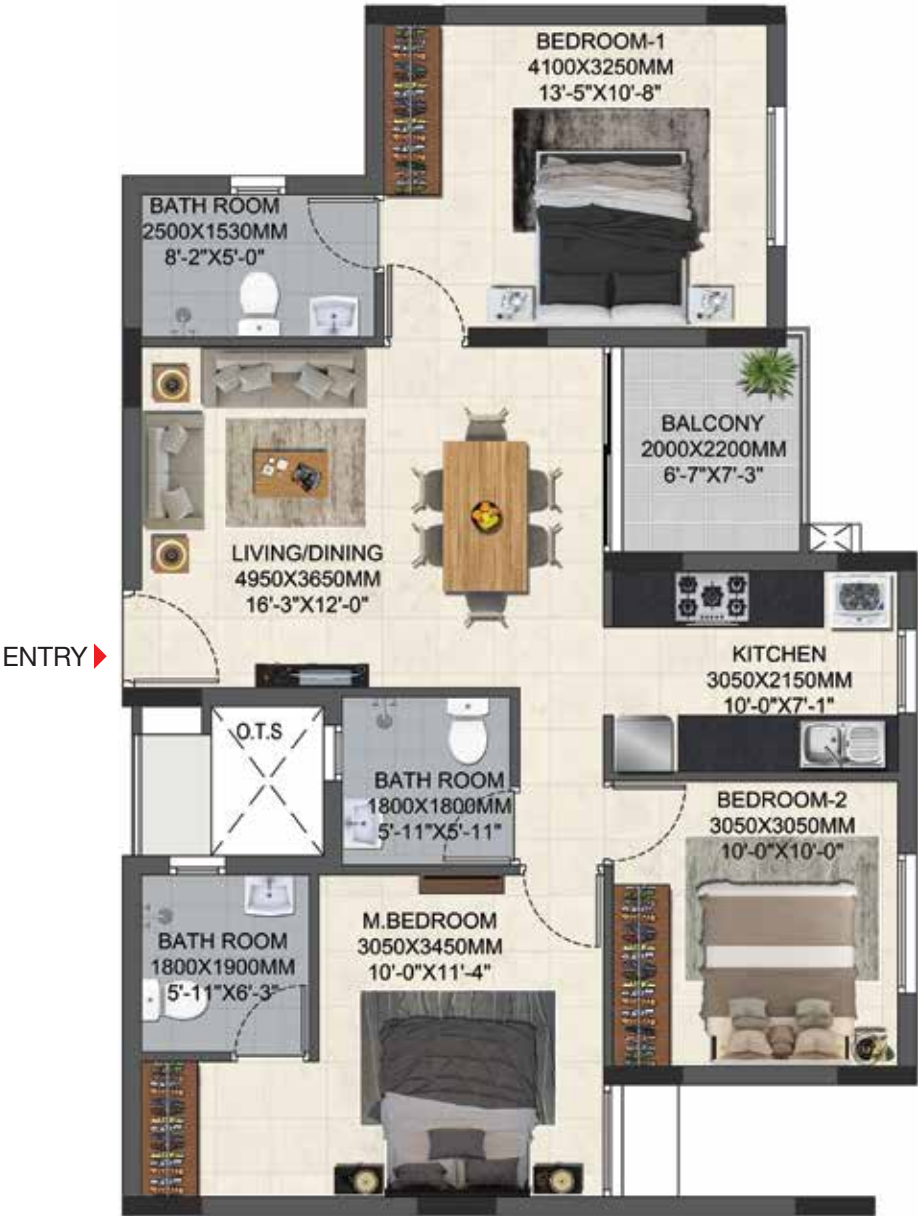 BEDROOM-1
4100X3250MM
13'-5"X10'-8"
BATH ROOM
2500X1530MM
8'-2"X5'-0"
BALCONY
2000X2200MM
6'-7"X7'-3"
LIVING/DINING
4950X3650MM
16'-3"X12'-0"
ENTRY
KITCHEN
3050X2150MM
10'-0"X7'-1"
O.T.S
BATH ROOM
1800X1800MM
5'-11"X5'-11"
BEDROOM-2
3050X3050MM
10'-0"X10'-0"
M.BEDROOM
3050X3450MM
10'-0"X11'-4"
BATH ROOM
1800X1900MM
5'-11"X6'-3"